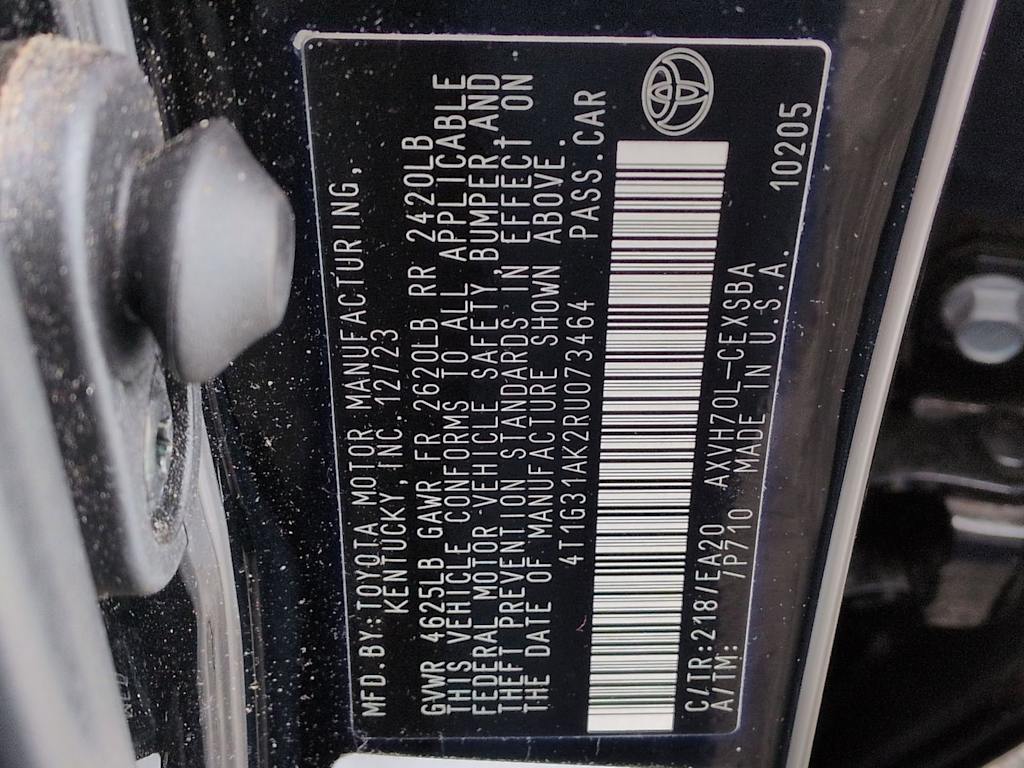 MFD.BY:TOYOTA MOTOR MANUFACTURING,
KENTUCKY, INC. 12/23
GVWR 4625LB GAWR FR 2620LB RR 2420LB
THIS VEHICLE CONFORMS TO ALL APPLICABLE
FEDERAL MOTOR VEHICLE SAFETY, BUMPER, AND
THEFT PREVENTION STANDARDS IN EFFECT ON
THE DATE OF MANUFACTURE SHOWN ABOVE.
4T1G31AK2RU073464 PASS.CAR
C/TR:218/EA20 AXVH70L-CEXSBA
A/TM: /P710 MADE IN U.S.A.
10205